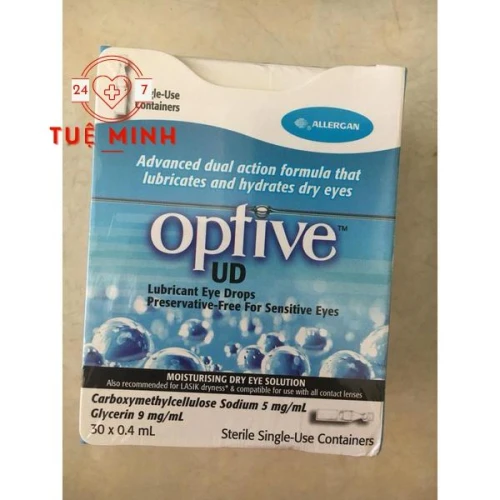 24 7
TUỆ MINH
Single-Use
Containers
ALLERGAN
Advanced dual action formula that
lubricates and hydrates dry eyes
optive™
UD
Lubricant Eye Drops
Preservative-Free For Sensitive Eyes
MOISTURISING DRY EYE SOLUTION
Also recommended for LASIK dryness* & compatible for use with all contact lenses
Carboxymethylcellulose Sodium 5 mg/mL
Glycerin 9 mg/mL
30 x 0.4 mL
Sterile Single-Use Containers